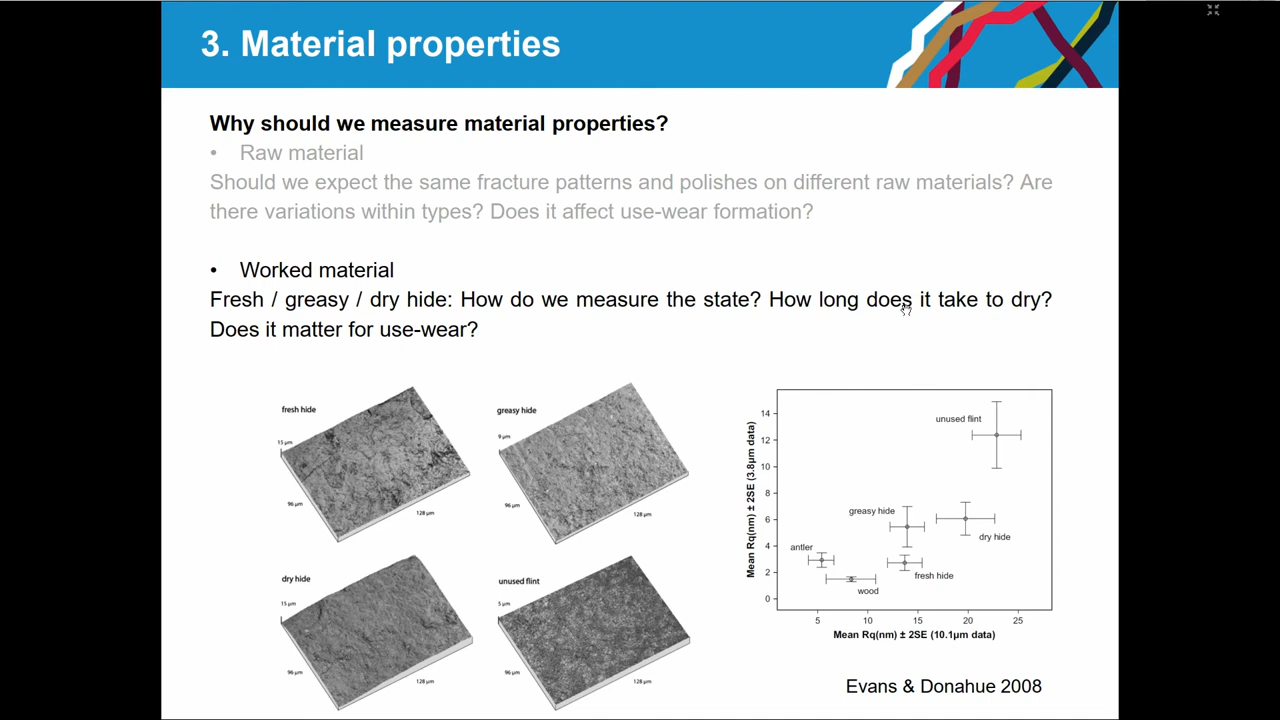 3. Material properties
Why should we measure material properties?
• Raw material
Should we expect the same fracture patterns and polishes on different raw materials? Are
there variations within types? Does it affect use-wear formation?
• Worked material
Fresh / greasy / dry hide: How do we measure the state? How long does it take to dry?
Does it matter for use-wear?
fresh hide
15 µm
96 µm
128 µm
greasy hide
9 µm
96 µm
128 µm
dry hide
15 µm
96 µm
128 µm
unused flint
5 µm
96 µm
128 µm
Mean Rq(nm) ± 2SE (3.8µm data)
14
12
10
8
6
4
2
0
unused flint
greasy hide
dry hide
antler
fresh hide
wood
5 10 15 20 25
Mean Rq(nm) ± 2SE (10.1µm data)
Evans & Donahue 2008